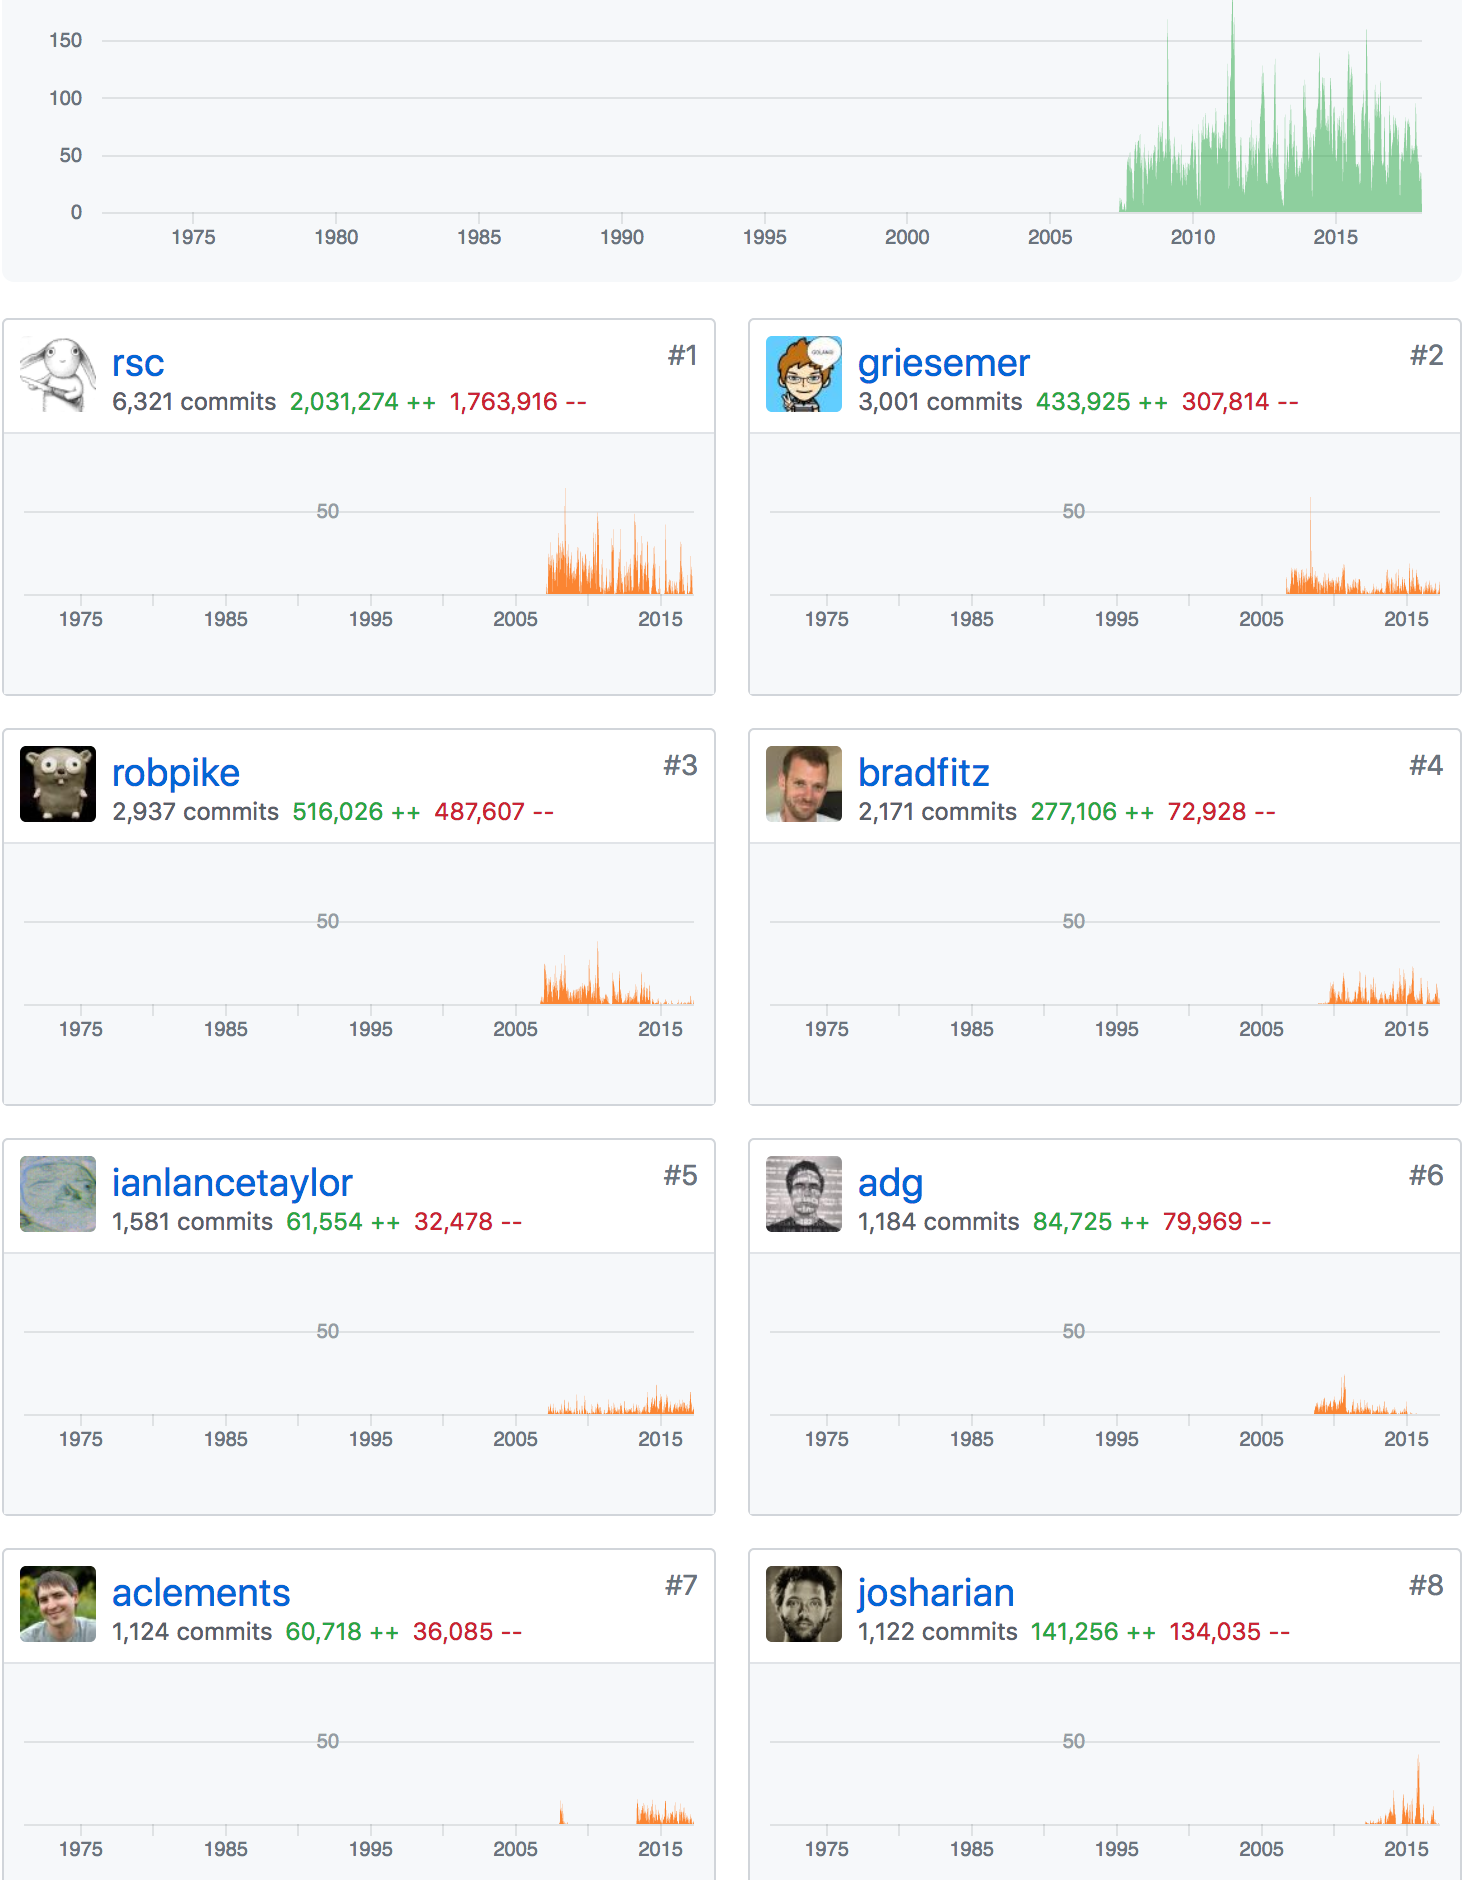 150
100
50
0
1975 1980 1985 1990 1995 2000 2005 2010 2015
rsc #1
6,321 commits 2,031,274 ++ 1,763,916 --
50
1975 1985 1995 2005 2015
griesemer #2
3,001 commits 433,925 ++ 307,814 --
50
1975 1985 1995 2005 2015
robpike #3
2,937 commits 516,026 ++ 487,607 --
50
1975 1985 1995 2005 2015
bradfitz #4
2,171 commits 277,106 ++ 72,928 --
50
1975 1985 1995 2005 2015
ianlancetaylor #5
1,581 commits 61,554 ++ 32,478 --
50
1975 1985 1995 2005 2015
adg #6
1,184 commits 84,725 ++ 79,969 --
50
1975 1985 1995 2005 2015
aclements #7
1,124 commits 60,718 ++ 36,085 --
50
1975 1985 1995 2005 2015
josharian #8
1,122 commits 141,256 ++ 134,035 --
50
1975 1985 1995 2005 2015